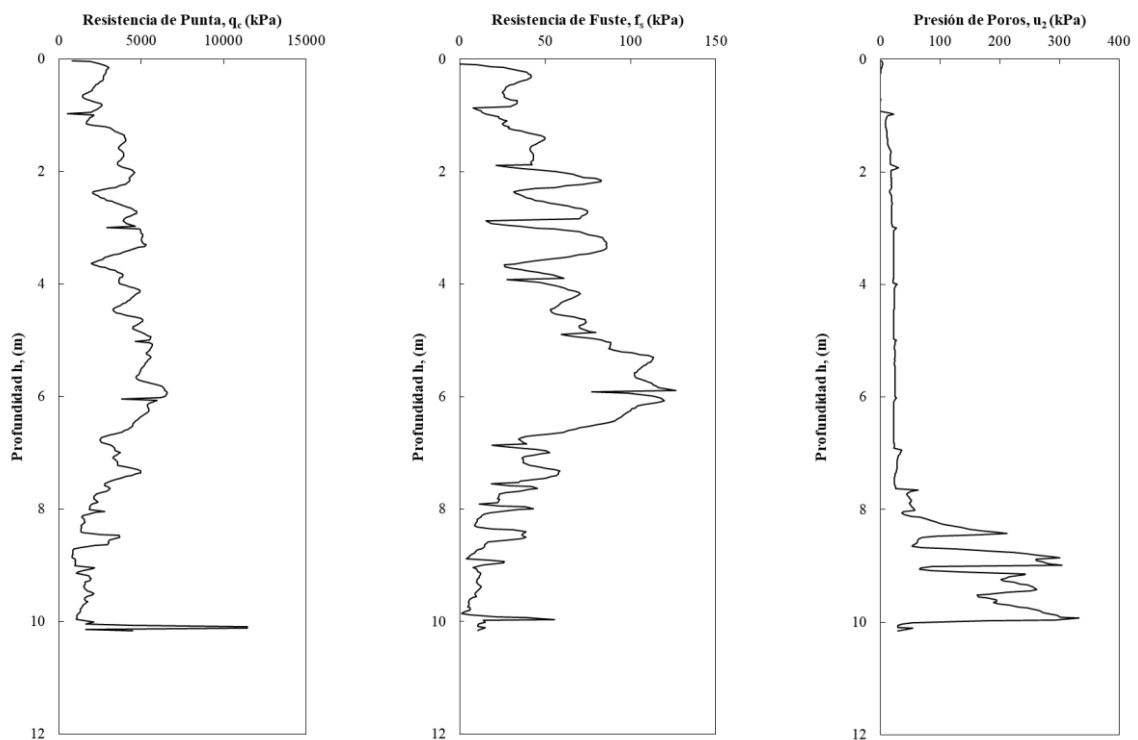 Resistencia de Punta, qc (kPa)
0 5000 10000 15000
0
2
4
6
8
10
12
Profundidad h, (m)
Resistencia de Fuste, fs (kPa)
0 50 100 150
0
2
4
6
8
10
12
Profundidad h, (m)
Presión de Poros, u2 (kPa)
0 100 200 300 400
0
2
4
6
8
10
12
Profundidad h, (m)